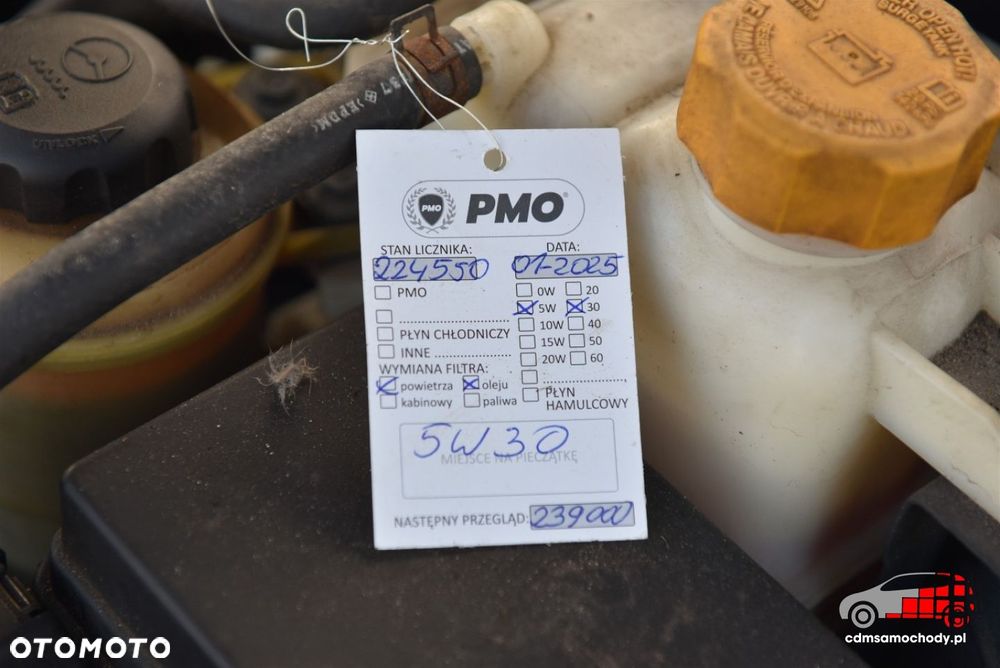 PMO
PMO®
STAN LICZNIKA:
224550
DATA:
01-2025
PMO
PŁYN CHŁODNICZY
INNE ....................
WYMIANA FILTRA:
powietrza
oleju
kabinowy
paliwa
0W
20
5W
30
10W
40
15W
50
20W
60
PŁYN
HAMULCOWY
5W30
MIEJSCE NA PIECZĄTKĘ
NASTĘPNY PRZEGLĄD:
239000
EPDM
OTOMOTO
cdmsamochody.pl